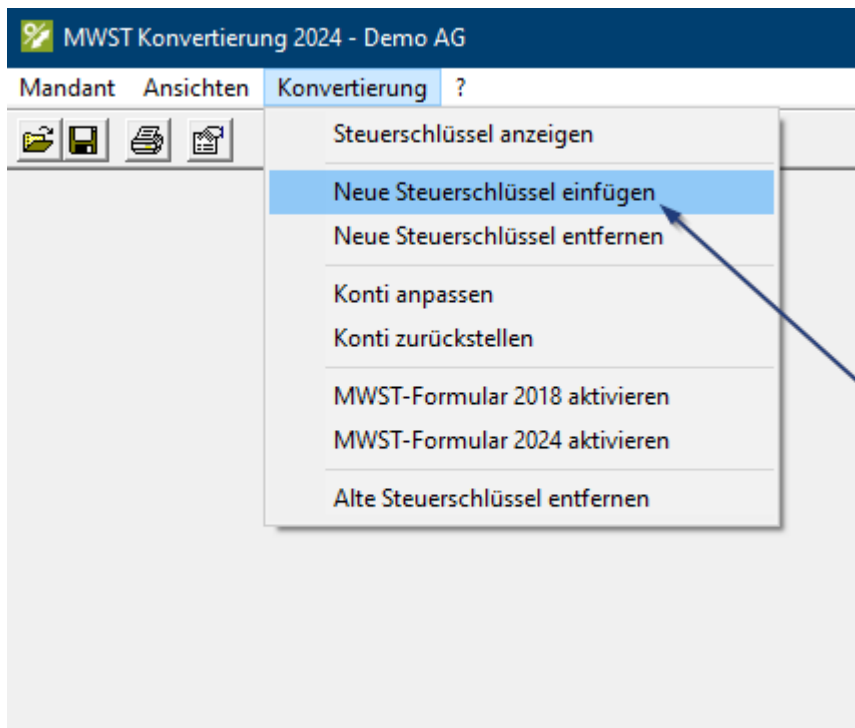 MWST Konvertierung 2024 - Demo AG
Mandant Ansichten Konvertierung ?
Steuerschlüssel anzeigen
Neue Steuerschlüssel einfügen
Neue Steuerschlüssel entfernen
Konti anpassen
Konti zurückstellen
MWST-Formular 2018 aktivieren
MWST-Formular 2024 aktivieren
Alte Steuerschlüssel entfernen